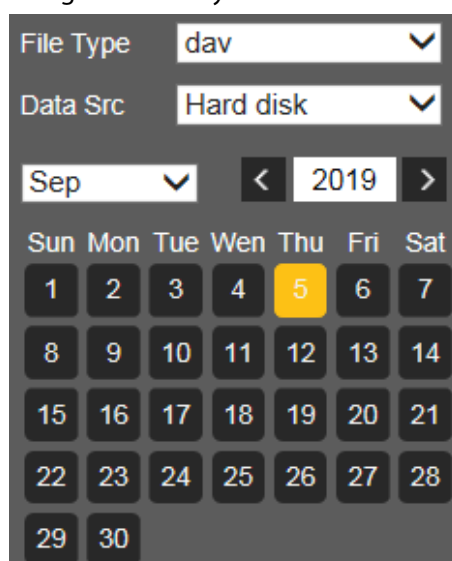 File Type dav
Data Src Hard disk
Sep 2019
Sun Mon Tue Wen Thu Fri Sat
1 2 3 4 5 6 7
8 9 10 11 12 13 14
15 16 17 18 19 20 21
22 23 24 25 26 27 28
29 30